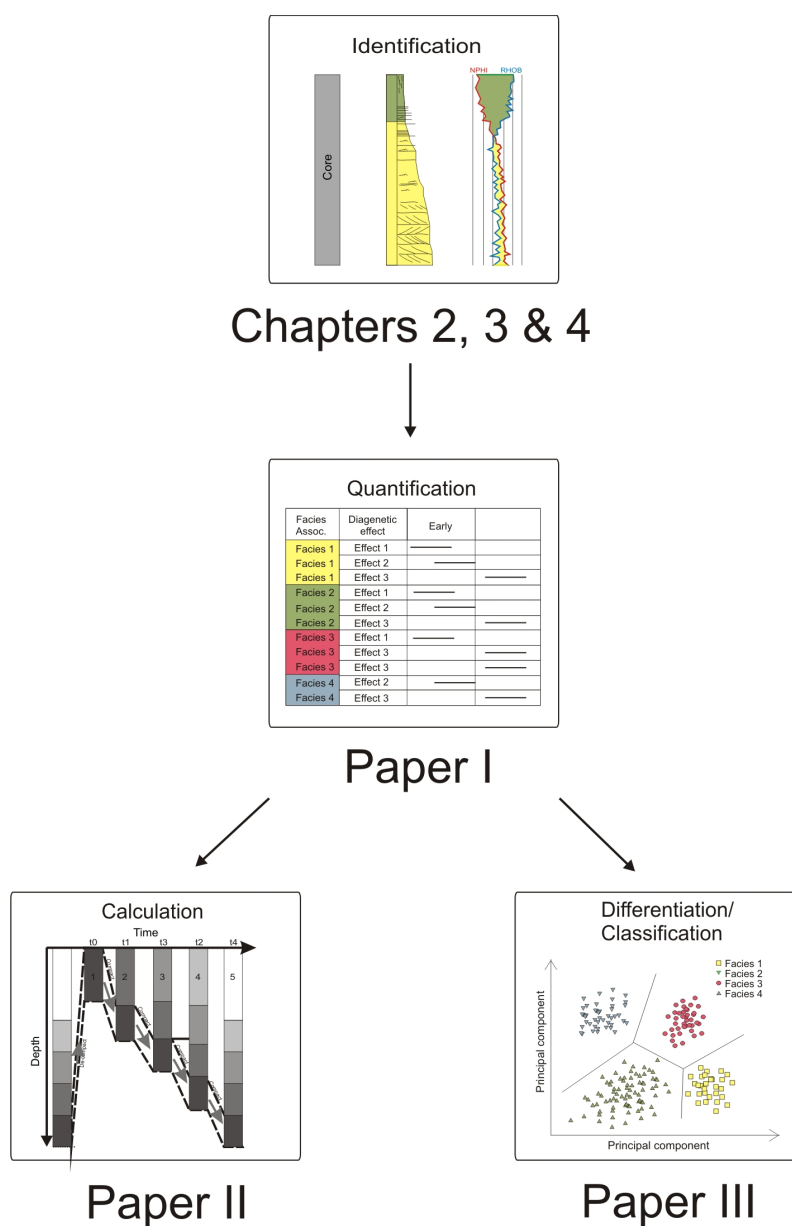 Identification
NPHI
RHOB
Core
Chapters 2, 3 & 4
Quantification
Facies Assoc. Diagenetic effect Early
Facies 1 Effect 1
Facies 1 Effect 2
Facies 1 Effect 3
Facies 2 Effect 1
Facies 2 Effect 2
Facies 2 Effect 3
Facies 3 Effect 1
Facies 3 Effect 3
Facies 3 Effect 3
Facies 4 Effect 2
Facies 4 Effect 3
Paper I
Calculation
Time
t0 t1 t3 t2 t4
1 2 3 4 5
Depth
Paper II
Differentiation/
Classification
Facies 1
Facies 2
Facies 3
Facies 4
Principal component
Principal component
Paper III